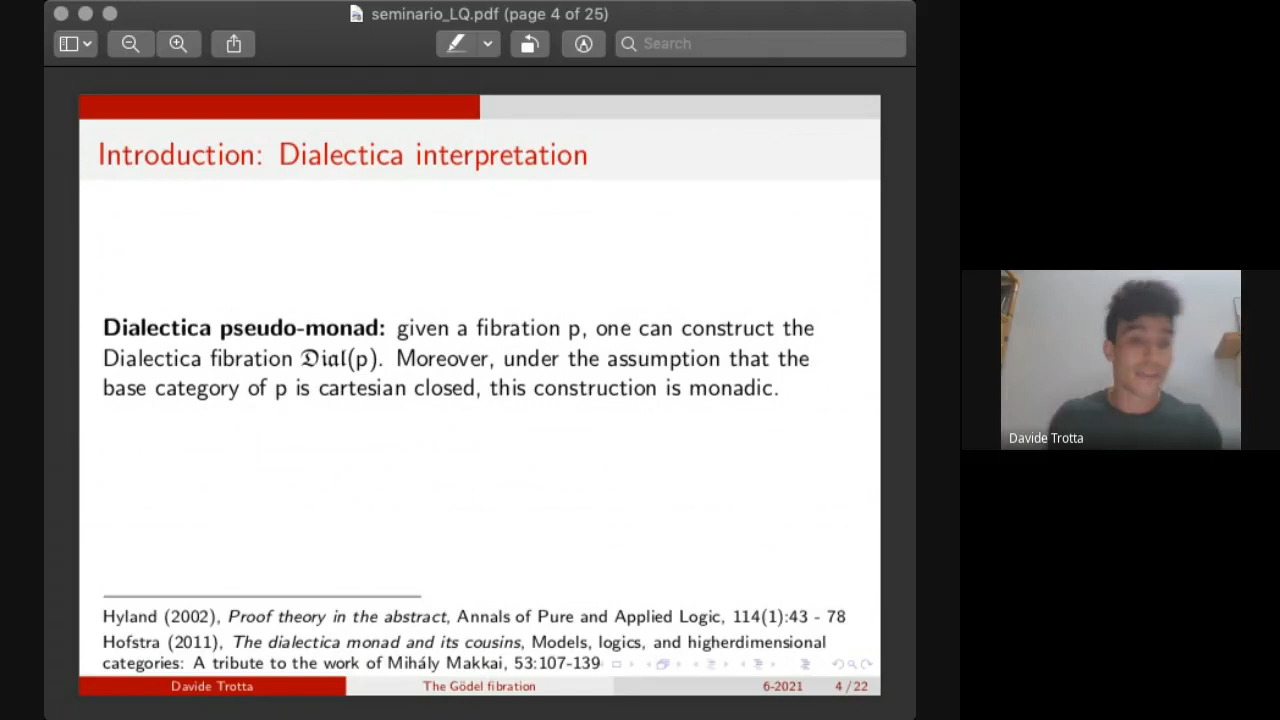 seminario_LQ.pdf (page 4 of 25)
Search
Introduction: Dialectica interpretation
Dialectica pseudo-monad: given a fibration p, one can construct the
Dialectica fibration 𝔇𝔦𝔞𝔩(p). Moreover, under the assumption that the
base category of p is cartesian closed, this construction is monadic.
Hyland (2002), Proof theory in the abstract, Annals of Pure and Applied Logic, 114(1):43 - 78
Hofstra (2011), The dialectica monad and its cousins, Models, logics, and higherdimensional
categories: A tribute to the work of Mihály Makkai, 53:107-139
Davide Trotta The Gödel fibration 6-2021 4 / 22
Davide Trotta